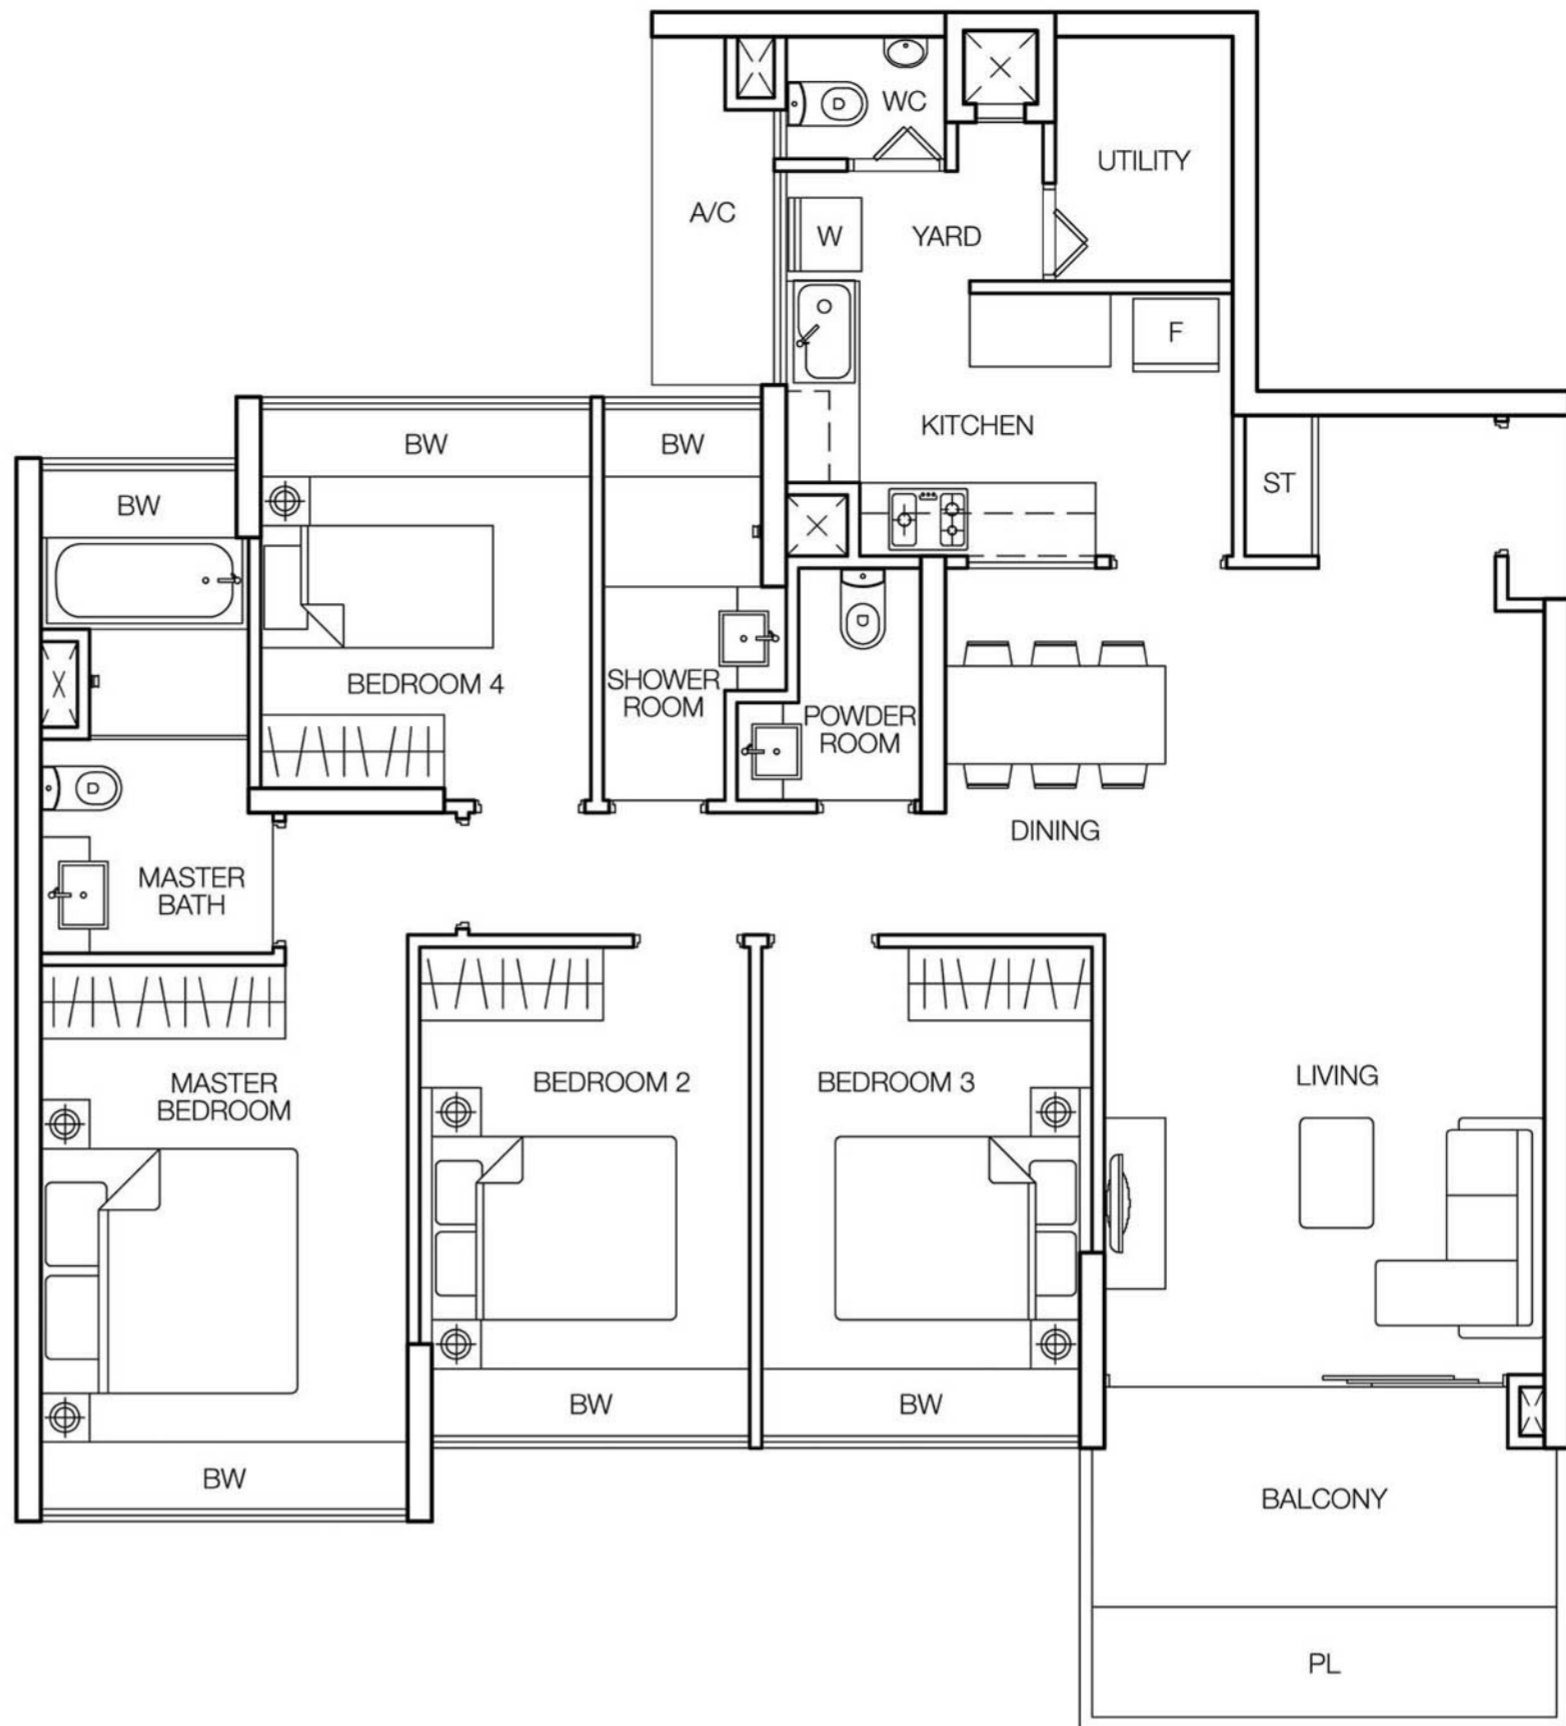 WC
UTILITY
A/C
W
YARD
F
KITCHEN
BW
BW
ST
BW
BEDROOM 4
SHOWER
ROOM
POWDER
ROOM
DINING
MASTER
BATH
MASTER
BEDROOM
BEDROOM 2
BEDROOM 3
LIVING
BW
BW
BW
BALCONY
PL